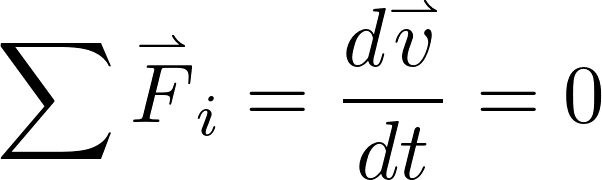 ∑ F⃗ᵢ = dv⃗/dt = 0